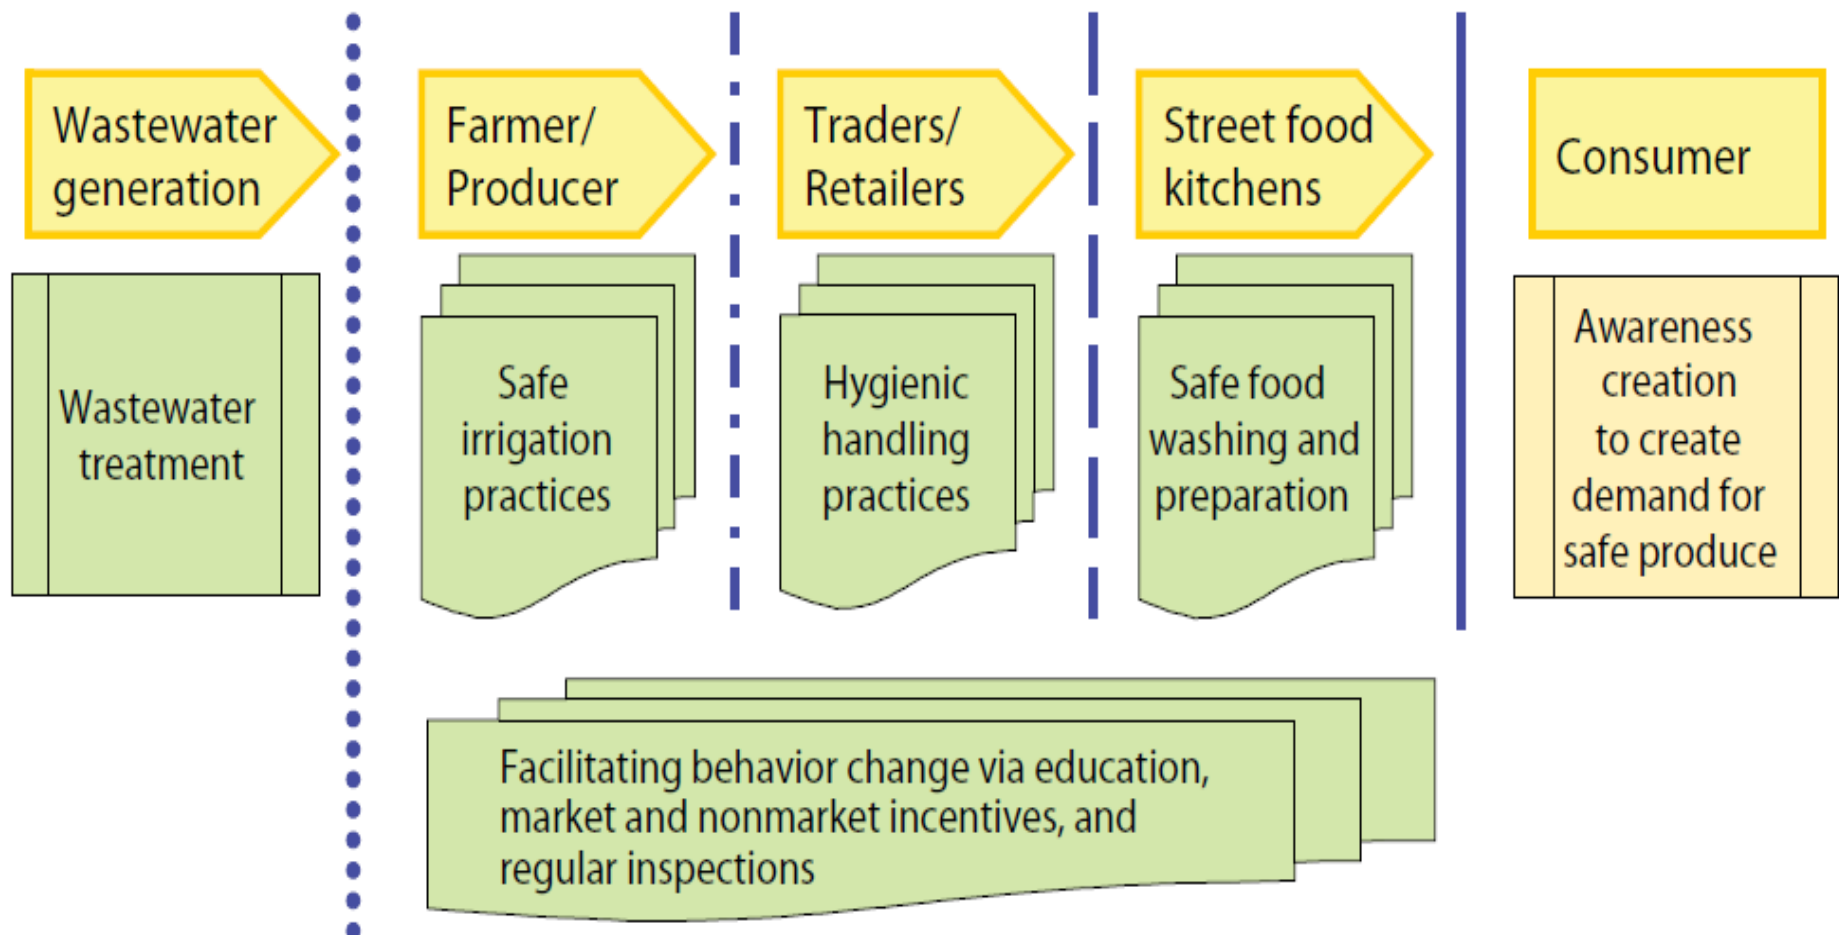 Wastewater
generation
Farmer/
Producer
Traders/
Retailers
Street food
kitchens
Consumer
Wastewater
treatment
Safe
irrigation
practices
Hygienic
handling
practices
Safe food
washing and
preparation
Awareness
creation
to create
demand for
safe produce
Facilitating behavior change via education,
market and nonmarket incentives, and
regular inspections